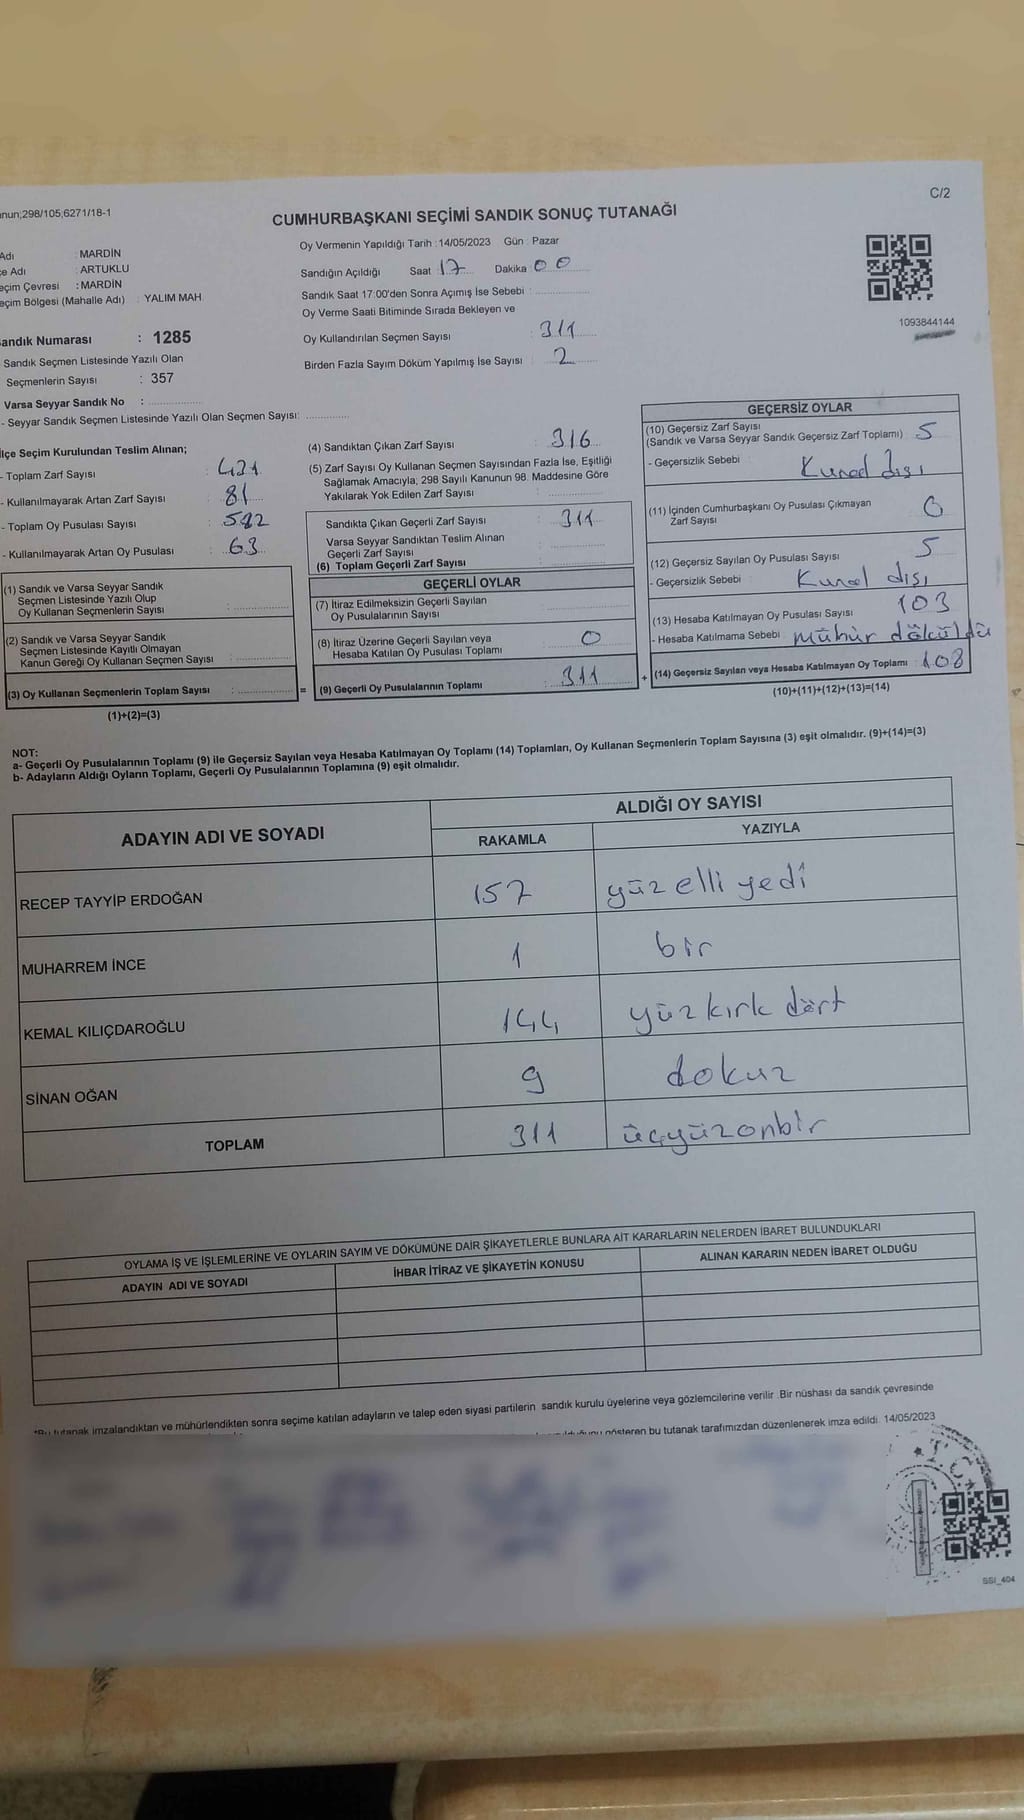 nun;298/105;6271/18-1
C/2
CUMHURBAŞKANI SEÇİMİ SANDIK SONUÇ TUTANAĞI
Adı : MARDİN
çe Adı : ARTUKLU
eçim Çevresi : MARDİN
eçim Bölgesi (Mahalle Adı) : YALIM MAH.
andık Numarası : 1285
Sandık Seçmen Listesinde Yazılı Olan
Seçmenlerin Sayısı : 357
Varsa Seyyar Sandık No :
- Seyyar Sandık Seçmen Listesinde Yazılı Olan Seçmen Sayısı:
Oy Vermenin Yapıldığı Tarih : 14/05/2023 Gün : Pazar
Sandığın Açıldığı Saat 17 Dakika 00
Sandık Saat 17:00'den Sonra Açımış İse Sebebi :
Oy Verme Saati Bitiminde Sırada Bekleyen ve
Oy Kullandırılan Seçmen Sayısı : 311
Birden Fazla Sayım Döküm Yapılmış İse Sayısı : 2
1093844144
lçe Seçim Kurulundan Teslim Alınan;
- Toplam Zarf Sayısı : 421
- Kullanılmayarak Artan Zarf Sayısı : 81
- Toplam Oy Pusulası Sayısı : 582
- Kullanılmayarak Artan Oy Pusulası : 63
(1) Sandık ve Varsa Seyyar Sandık
Seçmen Listesinde Yazılı Olup
Oy Kullanan Seçmenlerin Sayısı :
(2) Sandık ve Varsa Seyyar Sandık
Seçmen Listesinde Kayıtlı Olmayan
Kanun Gereği Oy Kullanan Seçmen Sayısı :
(3) Oy Kullanan Seçmenlerin Toplam Sayısı : =
(1)+(2)=(3)
(4) Sandıktan Çıkan Zarf Sayısı : 316
(5) Zarf Sayısı Oy Kullanan Seçmen Sayısından Fazla İse, Eşitliği
Sağlamak Amacıyla; 298 Sayılı Kanunun 98. Maddesine Göre
Yakılarak Yok Edilen Zarf Sayısı :
Sandıkta Çıkan Geçerli Zarf Sayısı : 311
Varsa Seyyar Sandıktan Teslim Alınan
Geçerli Zarf Sayısı :
(6) Toplam Geçerli Zarf Sayısı :
GEÇERLİ OYLAR
(7) İtiraz Edilmeksizin Geçerli Sayılan
Oy Pusulalarının Sayısı :
(8) İtiraz Üzerine Geçerli Sayılan veya
Hesaba Katılan Oy Pusulası Toplamı : 0
(9) Geçerli Oy Pusulalarının Toplamı : 311 +
GEÇERSİZ OYLAR
(10) Geçersiz Zarf Sayısı
(Sandık ve Varsa Seyyar Sandık Geçersiz Zarf Toplamı) : 5
- Geçersizlik Sebebi : Kural dışı
(11) İçinden Cumhurbaşkanı Oy Pusulası Çıkmayan
Zarf Sayısı 0
(12) Geçersiz Sayılan Oy Pusulası Sayısı : 5
- Geçersizlik Sebebi : Kural dışı
(13) Hesaba Katılmayan Oy Pusulası Sayısı : 103
- Hesaba Katılmama Sebebi : mühür döküldü
(14) Geçersiz Sayılan veya Hesaba Katılmayan Oy Toplamı : 108
(10)+(11)+(12)+(13)=(14)
NOT:
a- Geçerli Oy Pusulalarının Toplamı (9) ile Geçersiz Sayılan veya Hesaba Katılmayan Oy Toplamı (14) Toplamları, Oy Kullanan Seçmenlerin Toplam Sayısına (3) eşit olmalıdır. (9)+(14)=(3)
b- Adayların Aldığı Oyların Toplamı, Geçerli Oy Pusulalarının Toplamına (9) eşit olmalıdır.
ADAYIN ADI VE SOYADI
ALDIĞI OY SAYISI
RAKAMLA YAZIYLA
RECEP TAYYİP ERDOĞAN 157 yüz elli yedi
MUHARREM İNCE 1 bir
KEMAL KILIÇDAROĞLU 144 yüz kırk dört
SİNAN OĞAN 9 dokuz
TOPLAM 311 üçyüzonbir
OYLAMA İŞ VE İŞLEMLERİNE VE OYLARIN SAYIM VE DÖKÜMÜNE DAİR ŞİKAYETLERLE BUNLARA AİT KARARLARIN NELERDEN İBARET BULUNDUKLARI
ADAYIN ADI VE SOYADI İHBAR İTİRAZ VE ŞİKAYETİN KONUSU ALINAN KARARIN NEDEN İBARET OLDUĞU
*Bu tutanak imzalandıktan ve mühürlendikten sonra seçime katılan adayların ve talep eden siyasi partilerin sandık kurulu üyelerine veya gözlemcilerine verilir .Bir nüshası da sandık çevresinde
gösteren bu tutanak tarafımızdan düzenlenerek imza edildi. 14/05/2023
T.C.
SSI_404